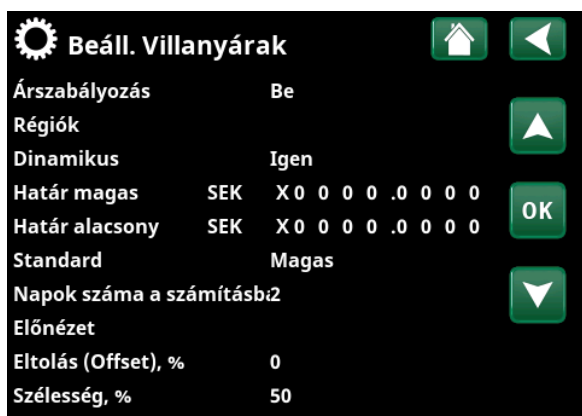 Beáll. Villanyárak
Árszabályozás Be
Régiók
Dinamikus Igen
Határ magas SEK X0 0 0 0 .0 0 0 0
Határ alacsony SEK X0 0 0 0 .0 0 0 0
OK
Standard Magas
Napok száma a számításba2
Előnézet
Eltolás (Offset), % 0
Szélesség, % 50